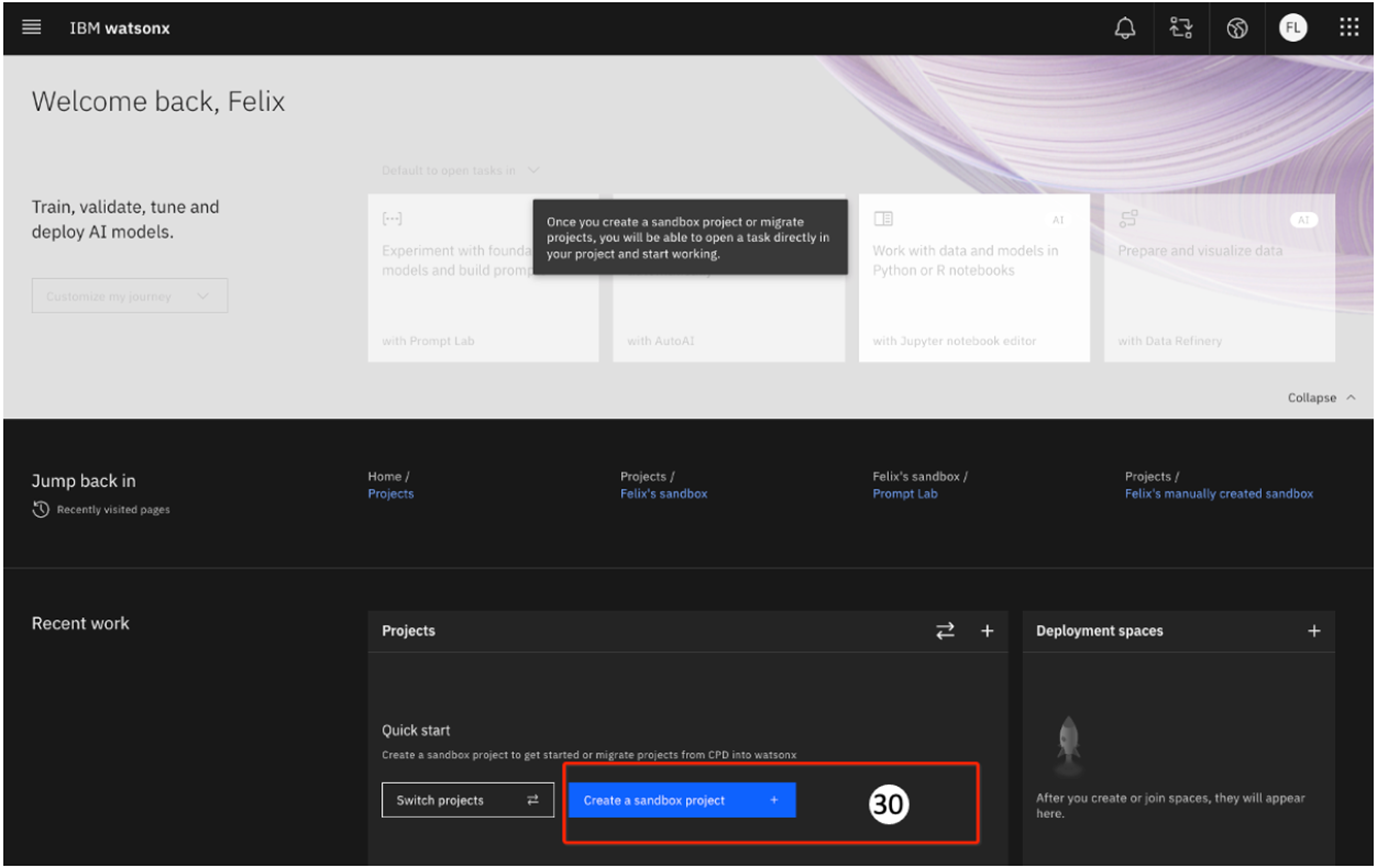 IBM watsonx
FL
Welcome back, Felix
Default to open tasks in
Train, validate, tune and
deploy AI models.
Customize my journey
Experiment with founda
models and build promp
with Prompt Lab
Once you create a sandbox project or migrate
projects, you will be able to open a task directly in
your project and start working.
with AutoAI
AI
Work with data and models in
Python or R notebooks
with Jupyter notebook editor
AI
Prepare and visualize data
with Data Refinery
Collapse
Jump back in
Recently visited pages
Home /
Projects
Projects /
Felix's sandbox
Felix's sandbox /
Prompt Lab
Projects /
Felix's manually created sandbox
Recent work
Projects
Quick start
Create a sandbox project to get started or migrate projects from CPD into watsonx
Switch projects
Create a sandbox project +
30
Deployment spaces
After you create or join spaces, they will appear
here.